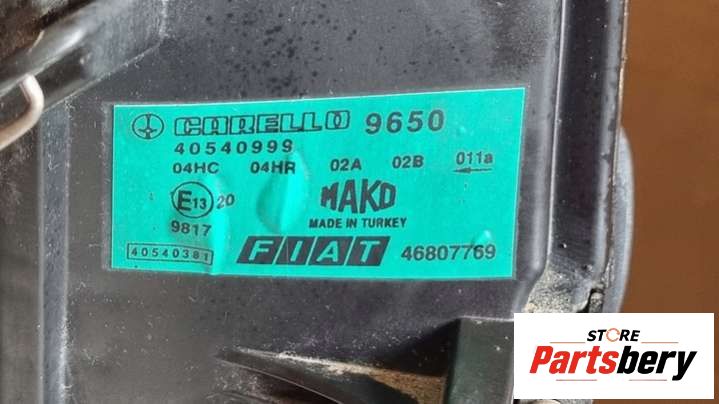 CARELLO 9650
40540999
04HC 04HR 02A 02B 011a
E13 20 MAKO
MADE IN TURKEY
9817
40540381 FIAT 46807769
STORE
Partsbery